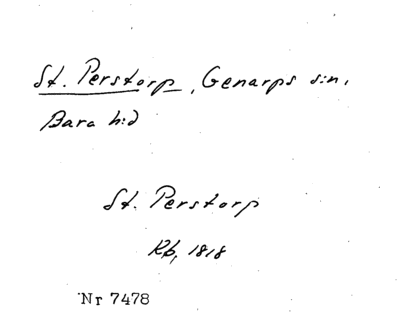 St. Perstorp, Genarps s:n,
Bara h:d
St. Perstorp
Rb, 1818
Nr 7478